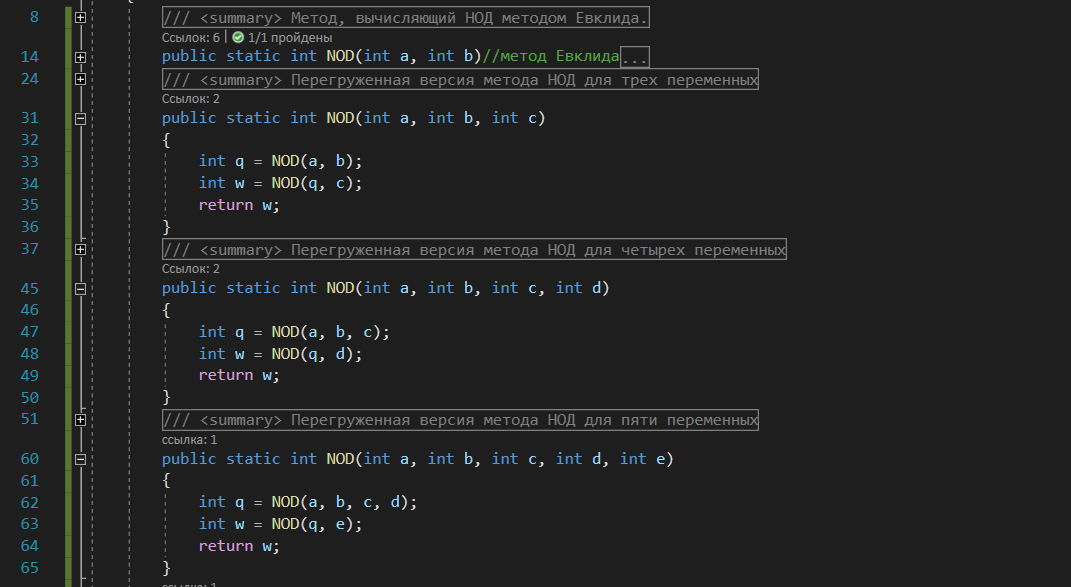 8 /// <summary> Метод, вычисляющий НОД методом Евклида.
Ссылок: 6 | 1/1 пройдены
14 public static int NOD(int a, int b)//метод Евклида...
24 /// <summary> Перегруженная версия метода НОД для трех переменных
Ссылок: 2
31 public static int NOD(int a, int b, int c)
32 {
33 int q = NOD(a, b);
34 int w = NOD(q, c);
35 return w;
36 }
37 /// <summary> Перегруженная версия метода НОД для четырех переменных
Ссылок: 2
45 public static int NOD(int a, int b, int c, int d)
46 {
47 int q = NOD(a, b, c);
48 int w = NOD(q, d);
49 return w;
50 }
51 /// <summary> Перегруженная версия метода НОД для пяти переменных
ссылка: 1
60 public static int NOD(int a, int b, int c, int d, int e)
61 {
62 int q = NOD(a, b, c, d);
63 int w = NOD(q, e);
64 return w;
65 }
ссылка: 1